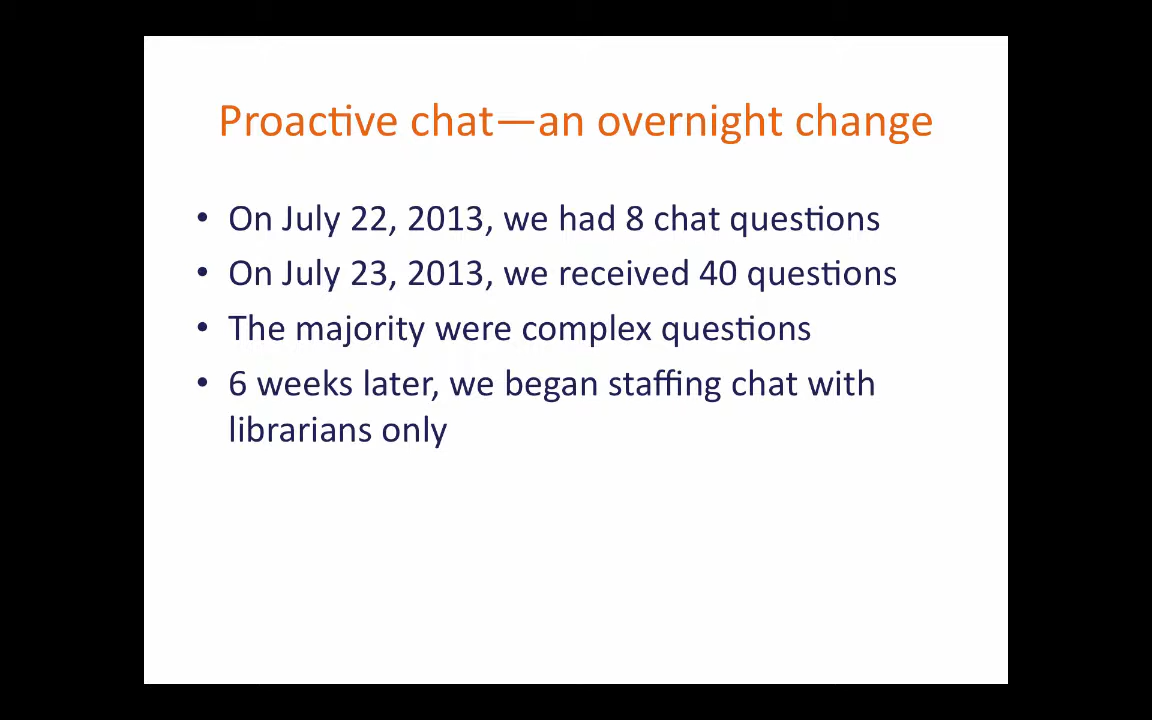 Proactive chat—an overnight change
• On July 22, 2013, we had 8 chat questions
• On July 23, 2013, we received 40 questions
• The majority were complex questions
• 6 weeks later, we began staffing chat with
librarians only